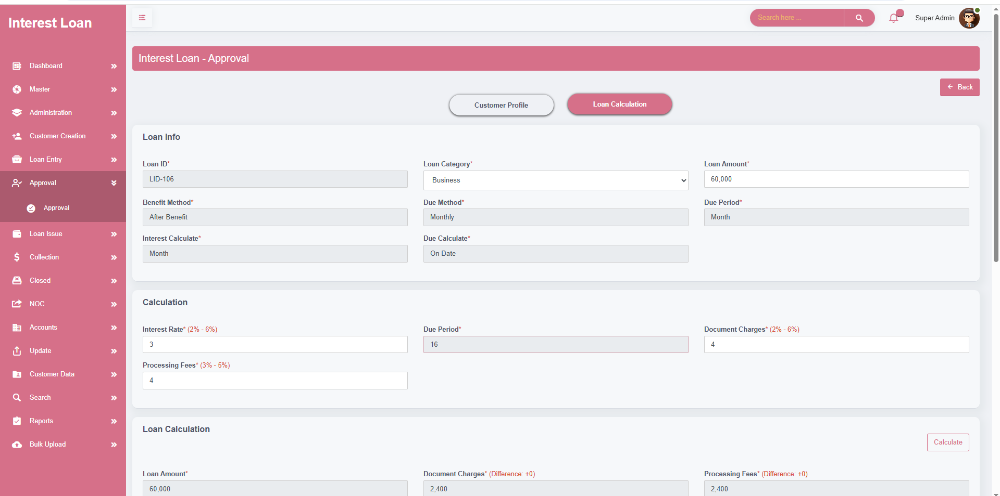 Interest Loan
Search here ...
Super Admin
Dashboard
Master
Administration
Customer Creation
Loan Entry
Approval
Approval
Loan Issue
Collection
Closed
NOC
Accounts
Update
Customer Data
Search
Reports
Bulk Upload
Interest Loan - Approval
Back
Customer Profile
Loan Calculation
Loan Info
Loan ID*
LID-106
Loan Category*
Business
Loan Amount*
60,000
Benefit Method*
After Benefit
Due Method*
Monthly
Due Period*
Month
Interest Calculate*
Month
Due Calculate*
On Date
Calculation
Interest Rate* (2% - 6%)
3
Due Period*
16
Document Charges* (2% - 6%)
4
Processing Fees* (3% - 5%)
4
Loan Calculation
Calculate
Loan Amount*
60,000
Document Charges* (Difference: +0)
2,400
Processing Fees* (Difference: +0)
2,400